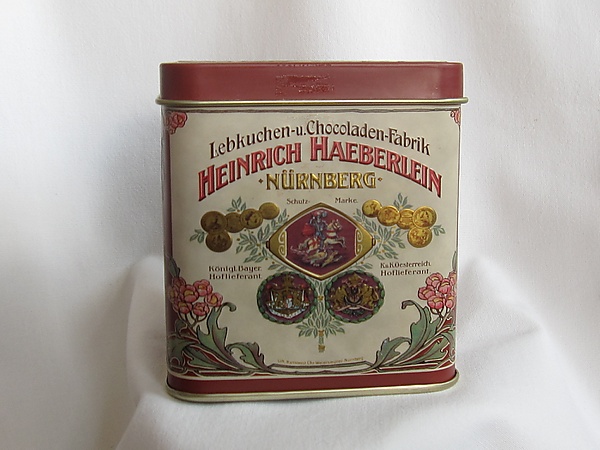 Lebkuchen-u.Chocoladen-Fabrik
HEINRICH HAEBERLEIN
·NÜRNBERG·
Schutz- Marke.
Königl. Bayer.
Hoflieferant.
K.u.K. Oesterreich.
Hoflieferant.